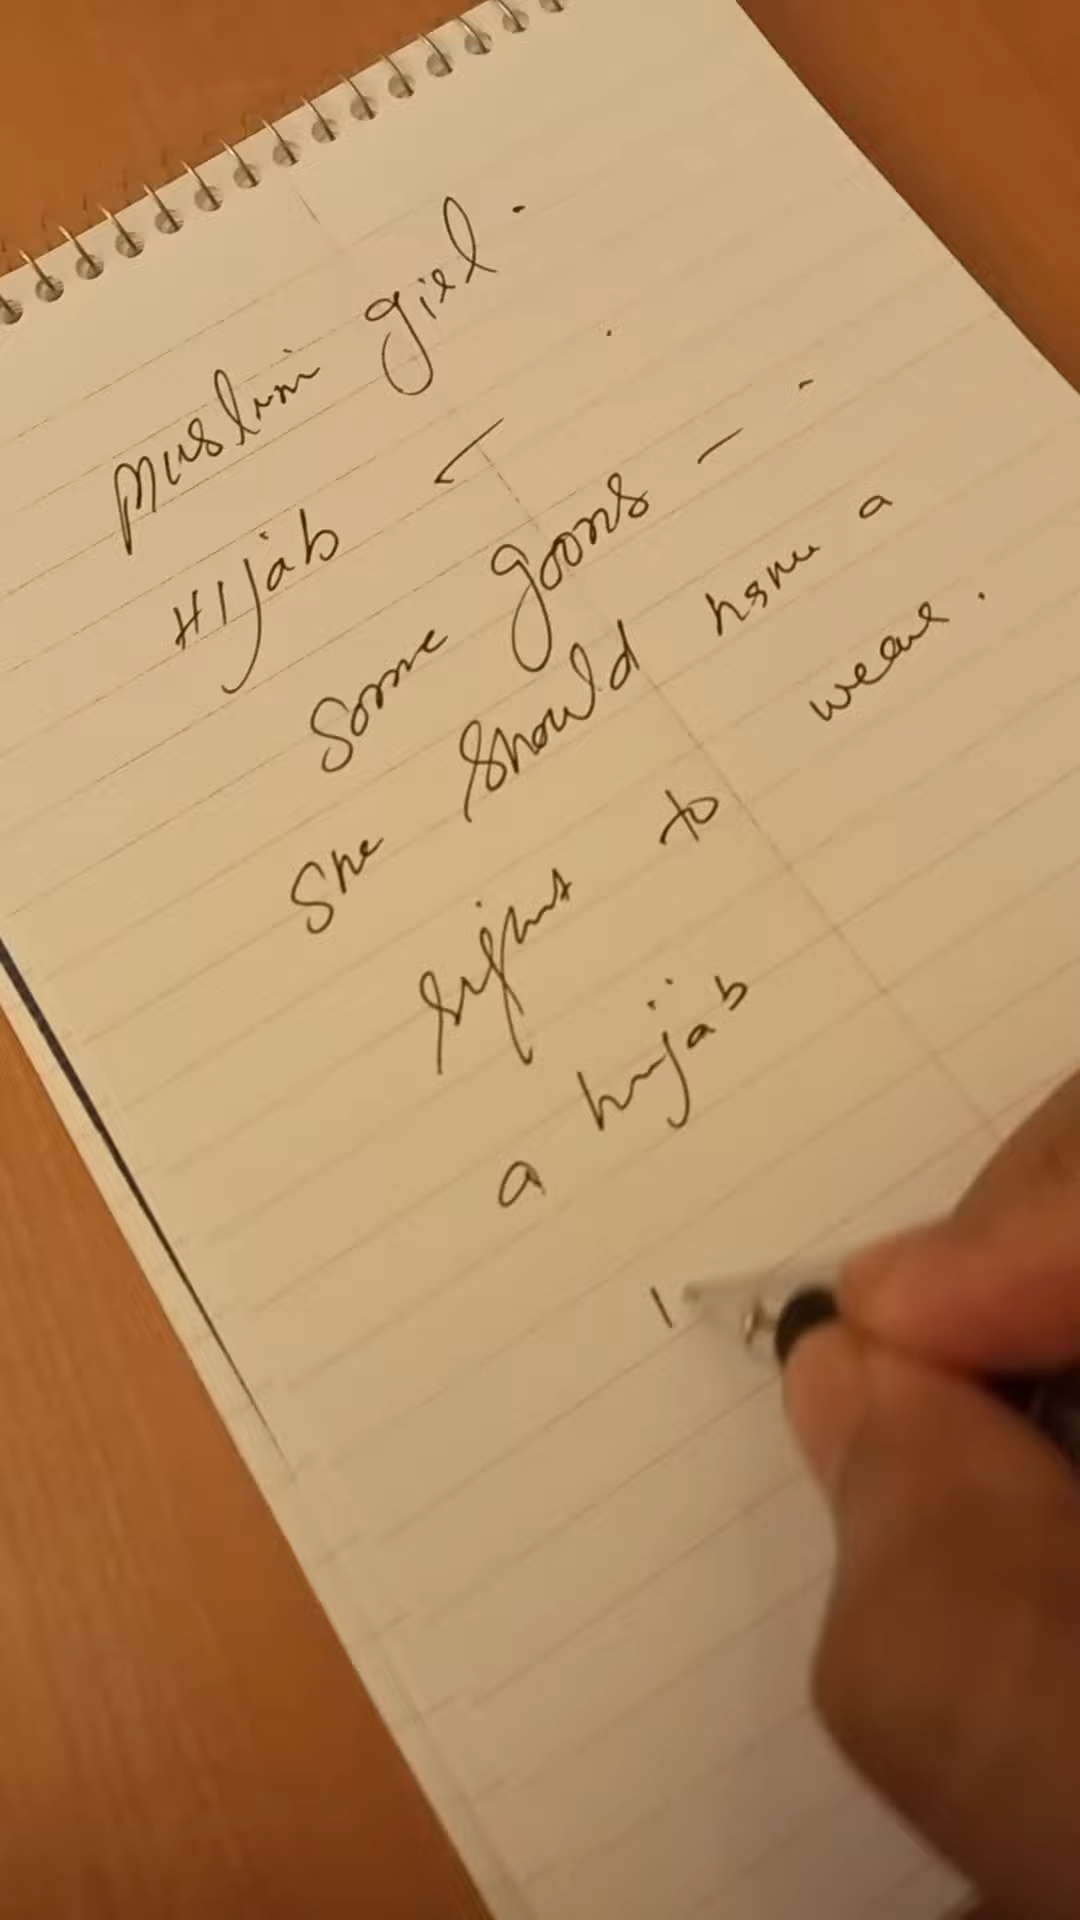 Muslim girl.
HIjab -
Some goons -
She should have a
right to wear.
a hijab